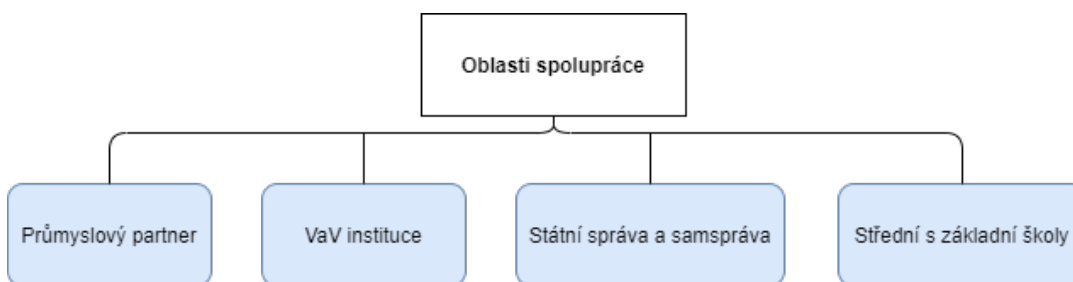 Oblasti spolupráce
Průmyslový partner
VaV instituce
Státní správa a samspráva
Střední s základní školy